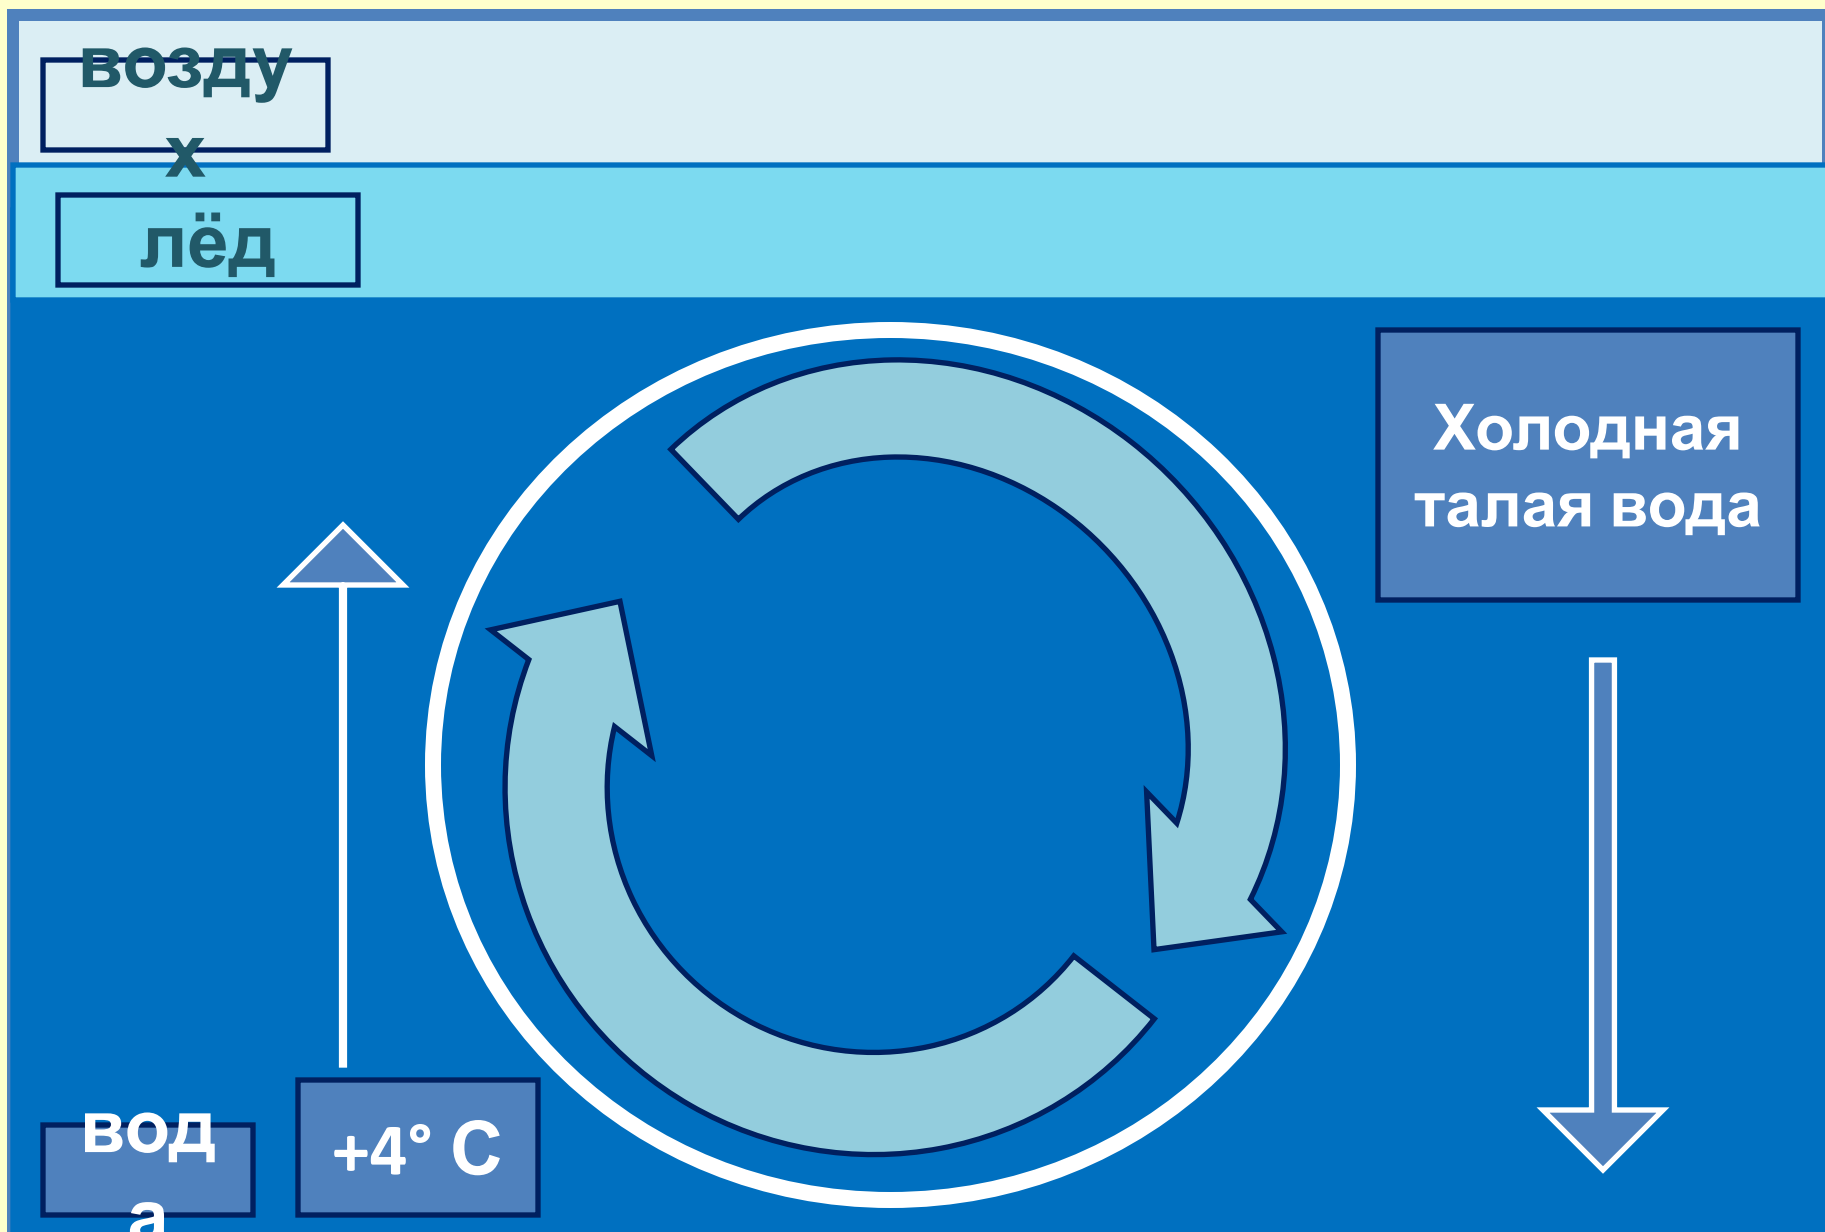 возду
х
лёд
Холодная
талая вода
+4° C
вод
а